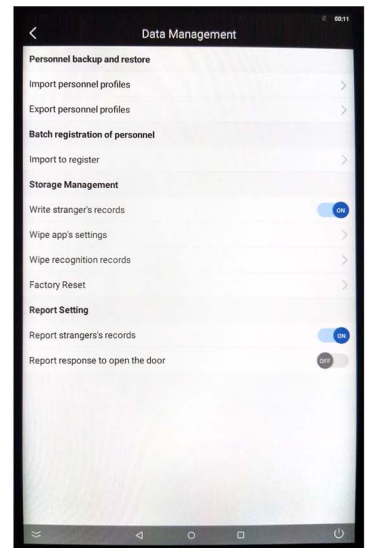 00:11
Data Management
Personnel backup and restore
Import personnel profiles
Export personnel profiles
Batch registration of personnel
Import to register
Storage Management
Write stranger's records ON
Wipe app's settings
Wipe recognition records
Factory Reset
Report Setting
Report strangers's records ON
Report response to open the door OFF